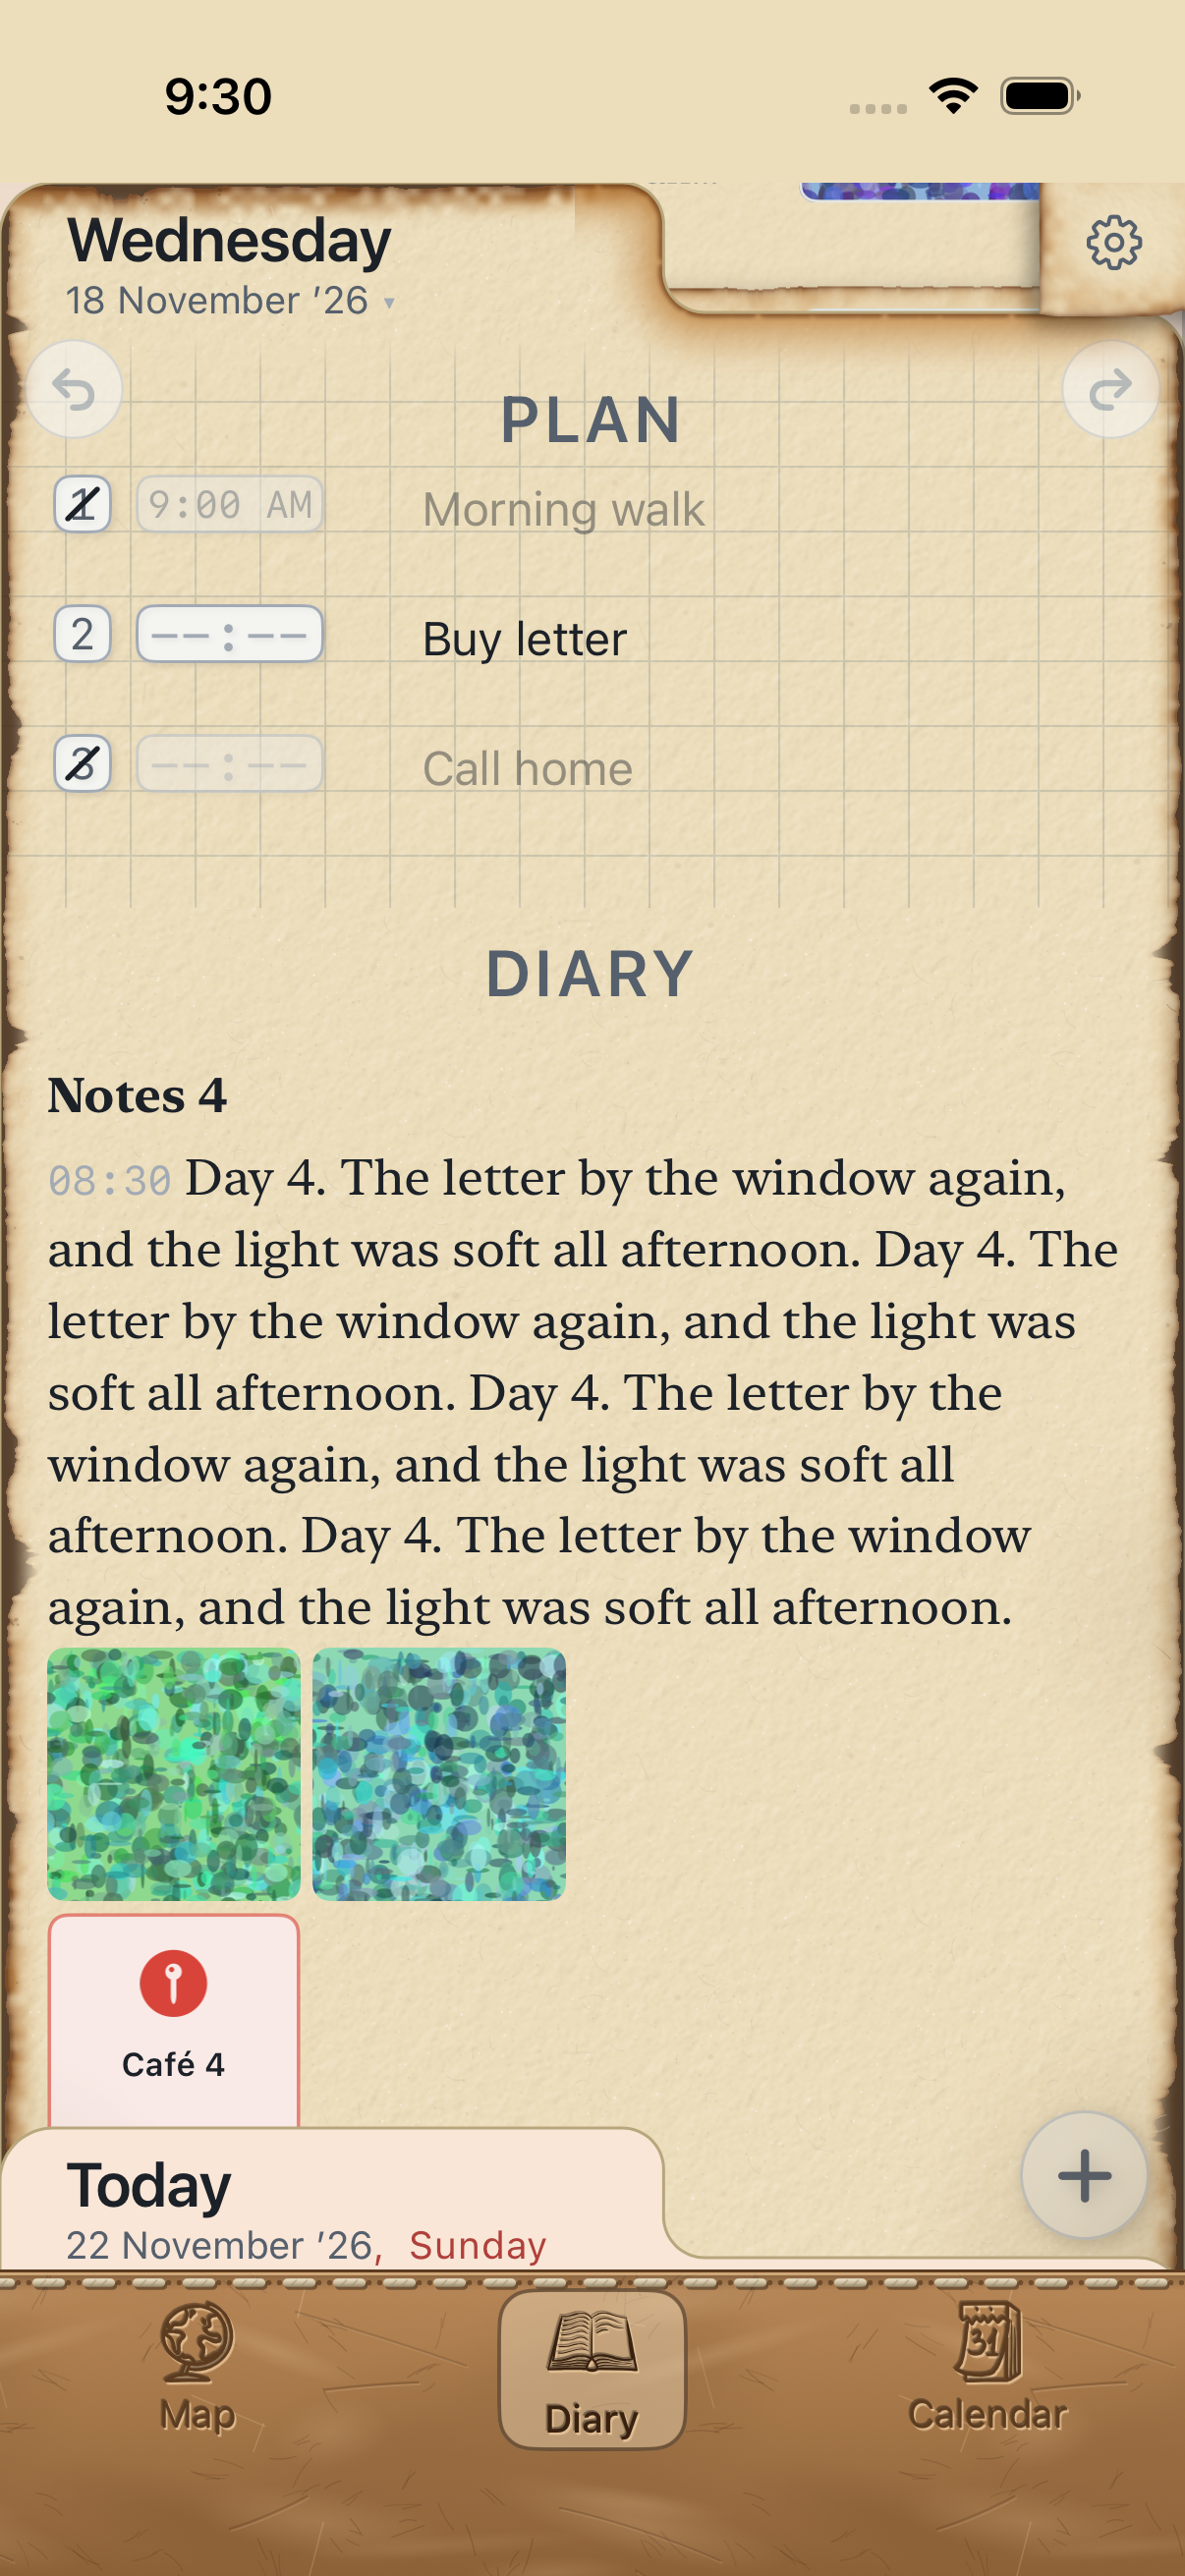 9:30
Wednesday
18 November ’26
PLAN
1 9:00 AM Morning walk
2 --:-- Buy letter
3 --:-- Call home
DIARY
Notes 4
08:30 Day 4. The letter by the window again,
and the light was soft all afternoon. Day 4. The
letter by the window again, and the light was
soft all afternoon. Day 4. The letter by the
window again, and the light was soft all
afternoon. Day 4. The letter by the window
again, and the light was soft all afternoon.
Café 4
Today
22 November ’26, Sunday
31
Map
Diary
Calendar